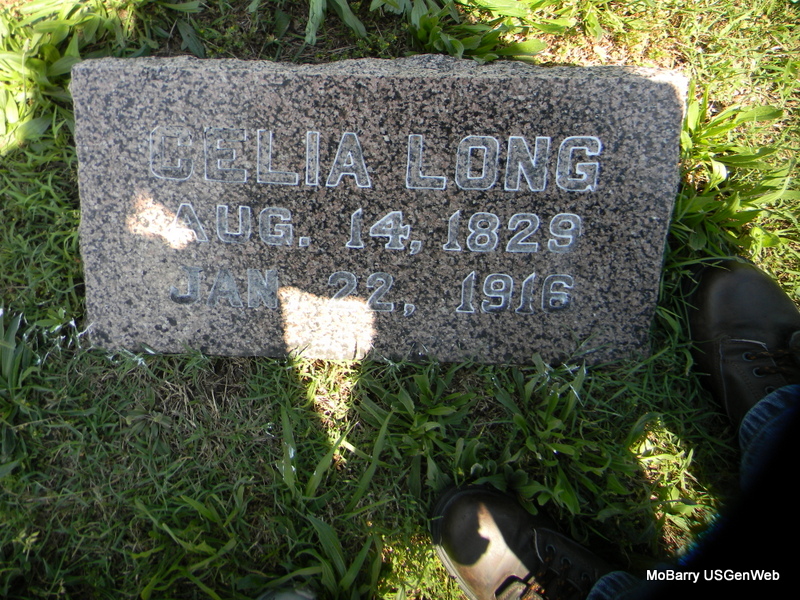 CELIA LONG
AUG. 14, 1829
JAN 22, 1916
MoBarry USGenWeb